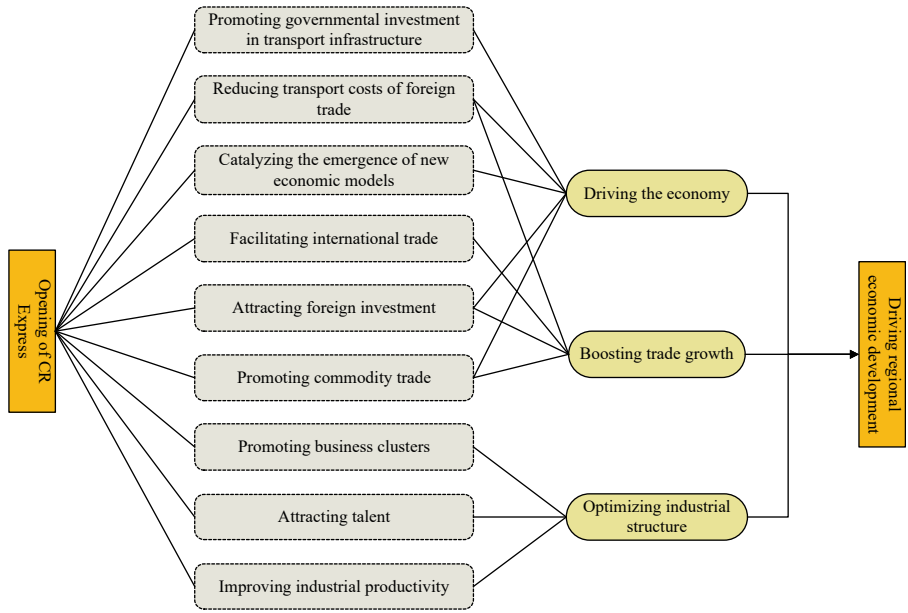 Opening of CR
Express
Promoting governmental investment
in transport infrastructure
Reducing transport costs of foreign
trade
Catalyzing the emergence of new
economic models
Facilitating international trade
Attracting foreign investment
Promoting commodity trade
Promoting business clusters
Attracting talent
Improving industrial productivity
Driving the economy
Boosting trade growth
Optimizing industrial
structure
Driving regional
economic development